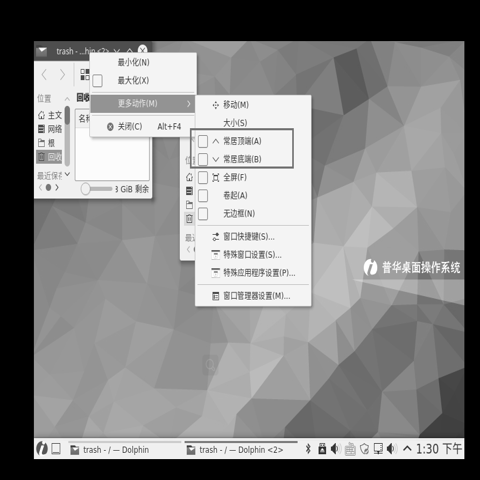 trash - ...hin <2>
最小化(N)
最大化(X)
更多动作(M)
关闭(C) Alt+F4
位置
主文
网络
根
回收
最近保存
回收
名称
3 GiB 剩余
移动(M)
大小(S)
常居顶端(A)
常居底端(B)
全屏(F)
卷起(A)
无边框(N)
窗口快捷键(S)...
特殊窗口设置(S)...
特殊应用程序设置(P)...
窗口管理器设置(M)...
普华桌面操作系统
trash - / — Dolphin
trash - / — Dolphin <2>
1:30 下午